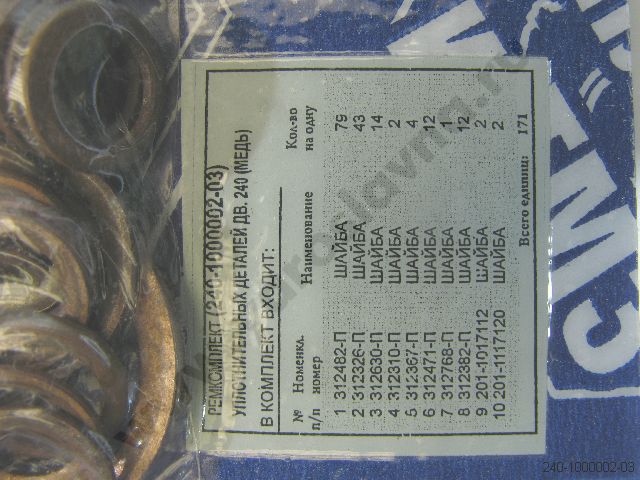 РЕМКОМПЛЕКТ (240-1000002-03)
УПЛОТНИТЕЛЬНЫХ ДЕТАЛЕЙ ДВ. 240 (МЕДЬ)
В КОМПЛЕКТ ВХОДИТ:
№ п/п Номенкл. номер Наименование Кол-во на одну
1 312482-П ШАЙБА 79
2 312326-П ШАЙБА 43
3 312630-П ШАЙБА 14
4 312310-П ШАЙБА 2
5 312367-П ШАЙБА 4
6 312471-П ШАЙБА 12
7 312768-П ШАЙБА 1
8 312382-П ШАЙБА 12
9 201-1017112 ШАЙБА 2
10 201-1117120 ШАЙБА 2
Всего единиц: 171
240-1000002-03